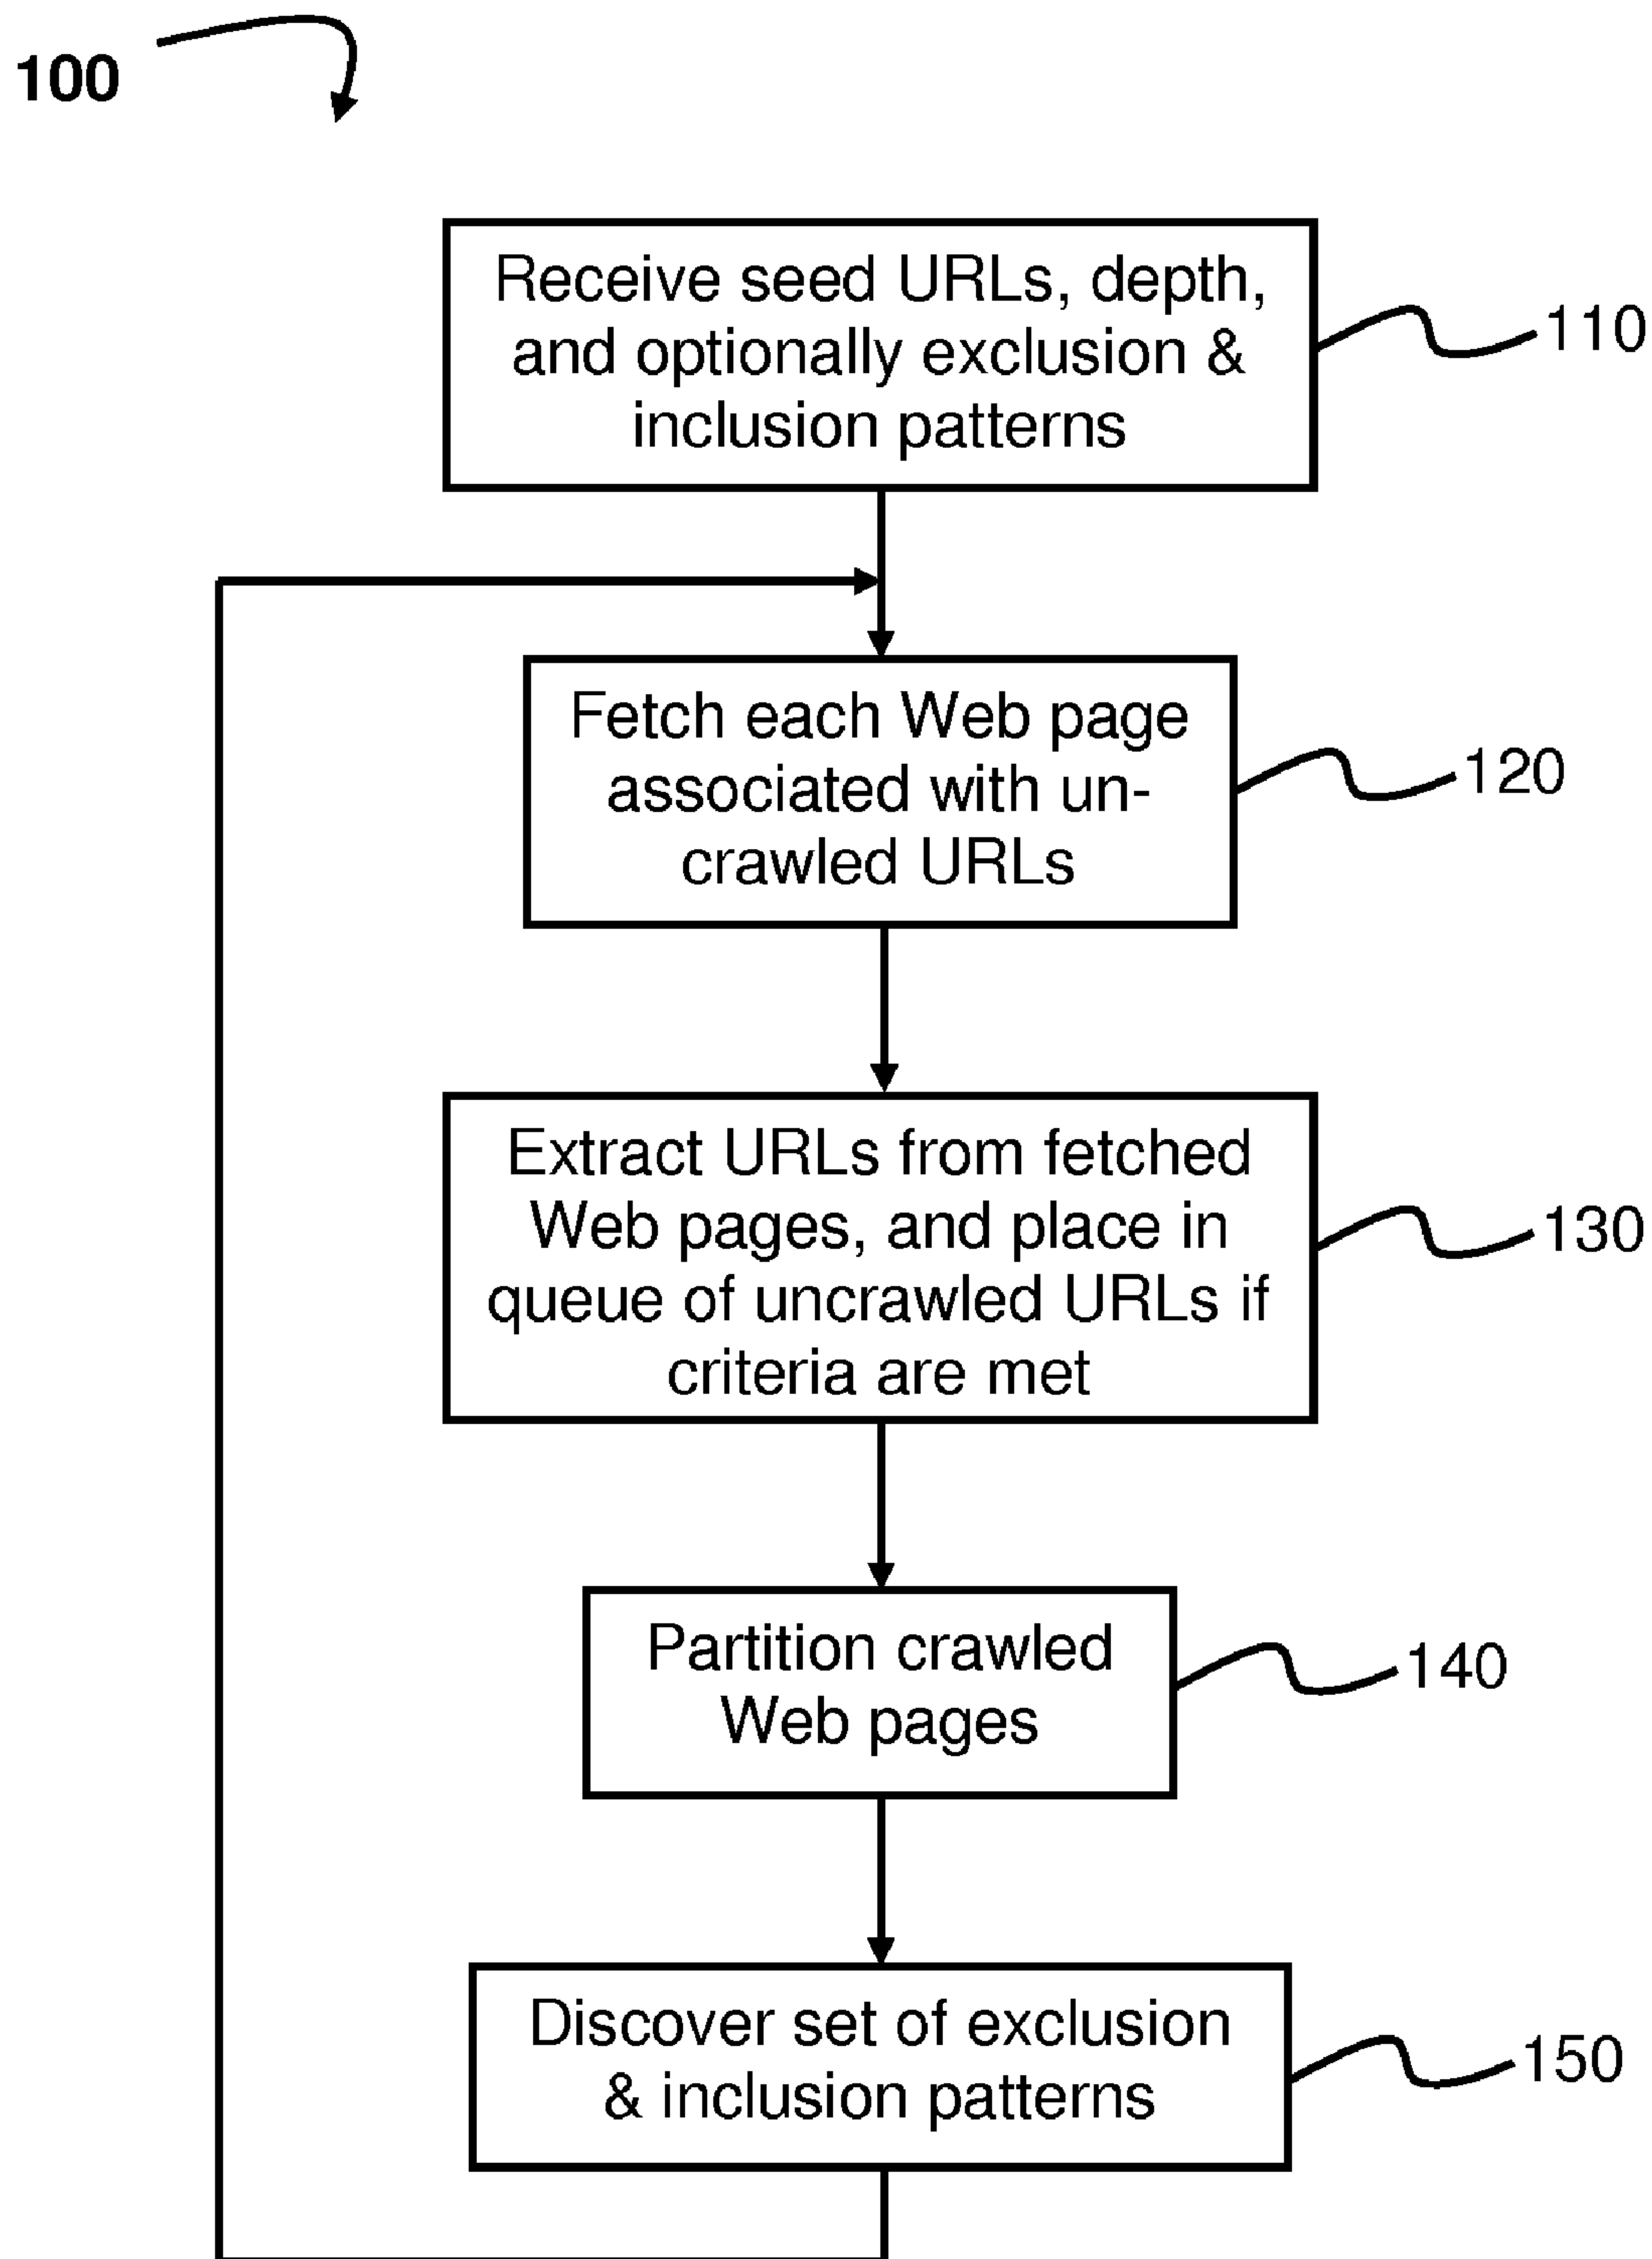 100
Receive seed URLs, depth,
and optionally exclusion &
inclusion patterns
110
Fetch each Web page
associated with un-
crawled URLs
120
Extract URLs from fetched
Web pages, and place in
queue of uncrawled URLs if
criteria are met
130
Partition crawled
Web pages
140
Discover set of exclusion
& inclusion patterns
150